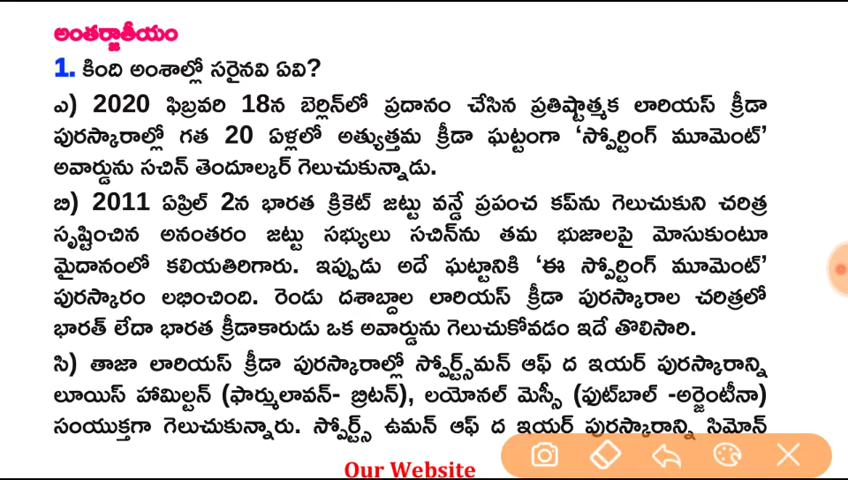 అంతర్జాతీయం
1. కింది అంశాల్లో సరైనవి ఏవి?
ఎ) 2020 ఫిబ్రవరి 18న బెర్లిన్‌లో ప్రదానం చేసిన ప్రతిష్టాత్మక లారియస్ క్రీడా
పురస్కారాల్లో గత 20 ఏళ్లలో అత్యుత్తమ క్రీడా ఘట్టంగా ‘స్పోర్టింగ్ మూమెంట్’
అవార్డును సచిన్ తెందూల్కర్ గెలుచుకున్నాడు.
బి) 2011 ఏప్రిల్ 2న భారత క్రికెట్ జట్టు వన్డే ప్రపంచ కప్‌ను గెలుచుకుని చరిత్ర
సృష్టించిన అనంతరం జట్టు సభ్యులు సచిన్‌ను తమ భుజాలపై మోసుకుంటూ
మైదానంలో కలియతిరిగారు. ఇప్పుడు అదే ఘట్టానికి ‘ఈ స్పోర్టింగ్ మూమెంట్’
పురస్కారం లభించింది. రెండు దశాబ్దాల లారియస్ క్రీడా పురస్కారాల చరిత్రలో
భారత్ లేదా భారత క్రీడాకారుడు ఒక అవార్డును గెలుచుకోవడం ఇదే తొలిసారి.
సి) తాజా లారియస్ క్రీడా పురస్కారాల్లో స్పోర్ట్స్‌మన్ ఆఫ్ ద ఇయర్ పురస్కారాన్ని
లూయిస్ హామిల్టన్ (ఫార్ములావన్- బ్రిటన్), లయోనల్ మెస్సీ (ఫుట్‌బాల్ -అర్జెంటీనా)
సంయుక్తగా గెలుచుకున్నారు. స్పోర్ట్స్ ఉమన్ ఆఫ్ ద ఇయర్ పురస్కారాన్ని సిమోన్
Our Website